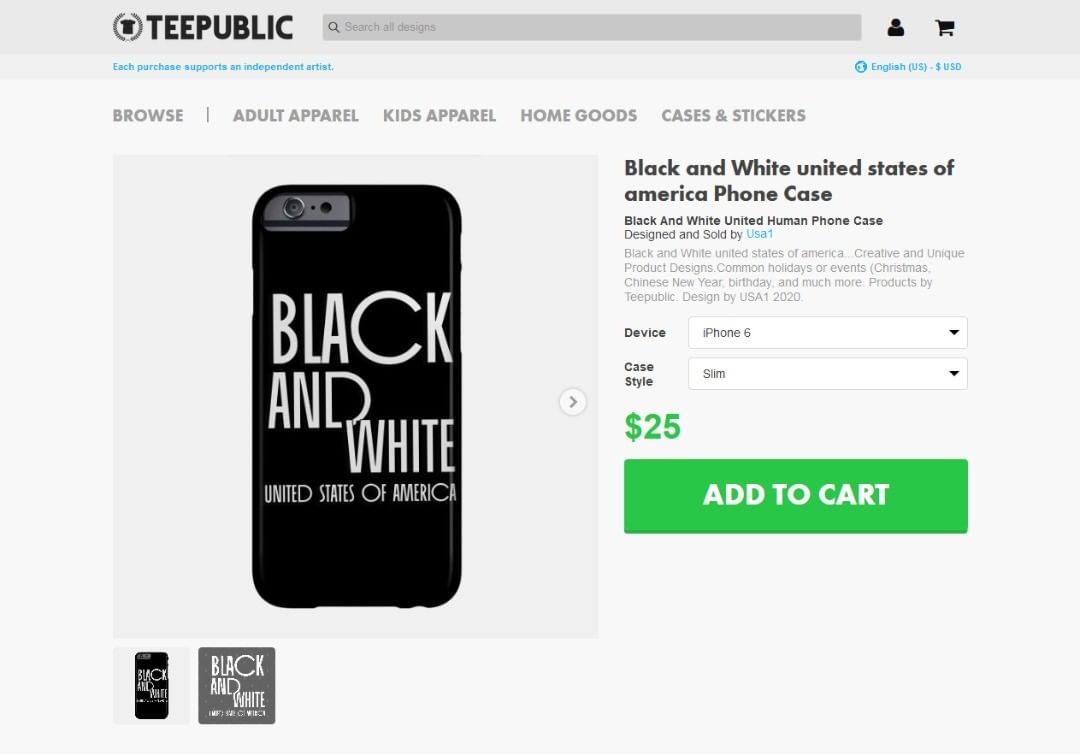 TEEPUBLIC
Search all designs
Each purchase supports an independent artist.
English (US) - $ USD
BROWSE | ADULT APPAREL KIDS APPAREL HOME GOODS CASES & STICKERS
BLACK
AND
WHITE
UNITED STATES OF AMERICA
Black and White united states of
america Phone Case
Black And White United Human Phone Case
Designed and Sold by Usa1
Black and White united states of america...Creative and Unique
Product Designs.Common holidays or events (Christmas,
Chinese New Year, birthday, and much more. Products by
Teepublic. Design by USA1 2020.
Device iPhone 6
Case
Style
Slim
$25
ADD TO CART
BLACK
AND
WHITE
BLACK
AND
WHITE